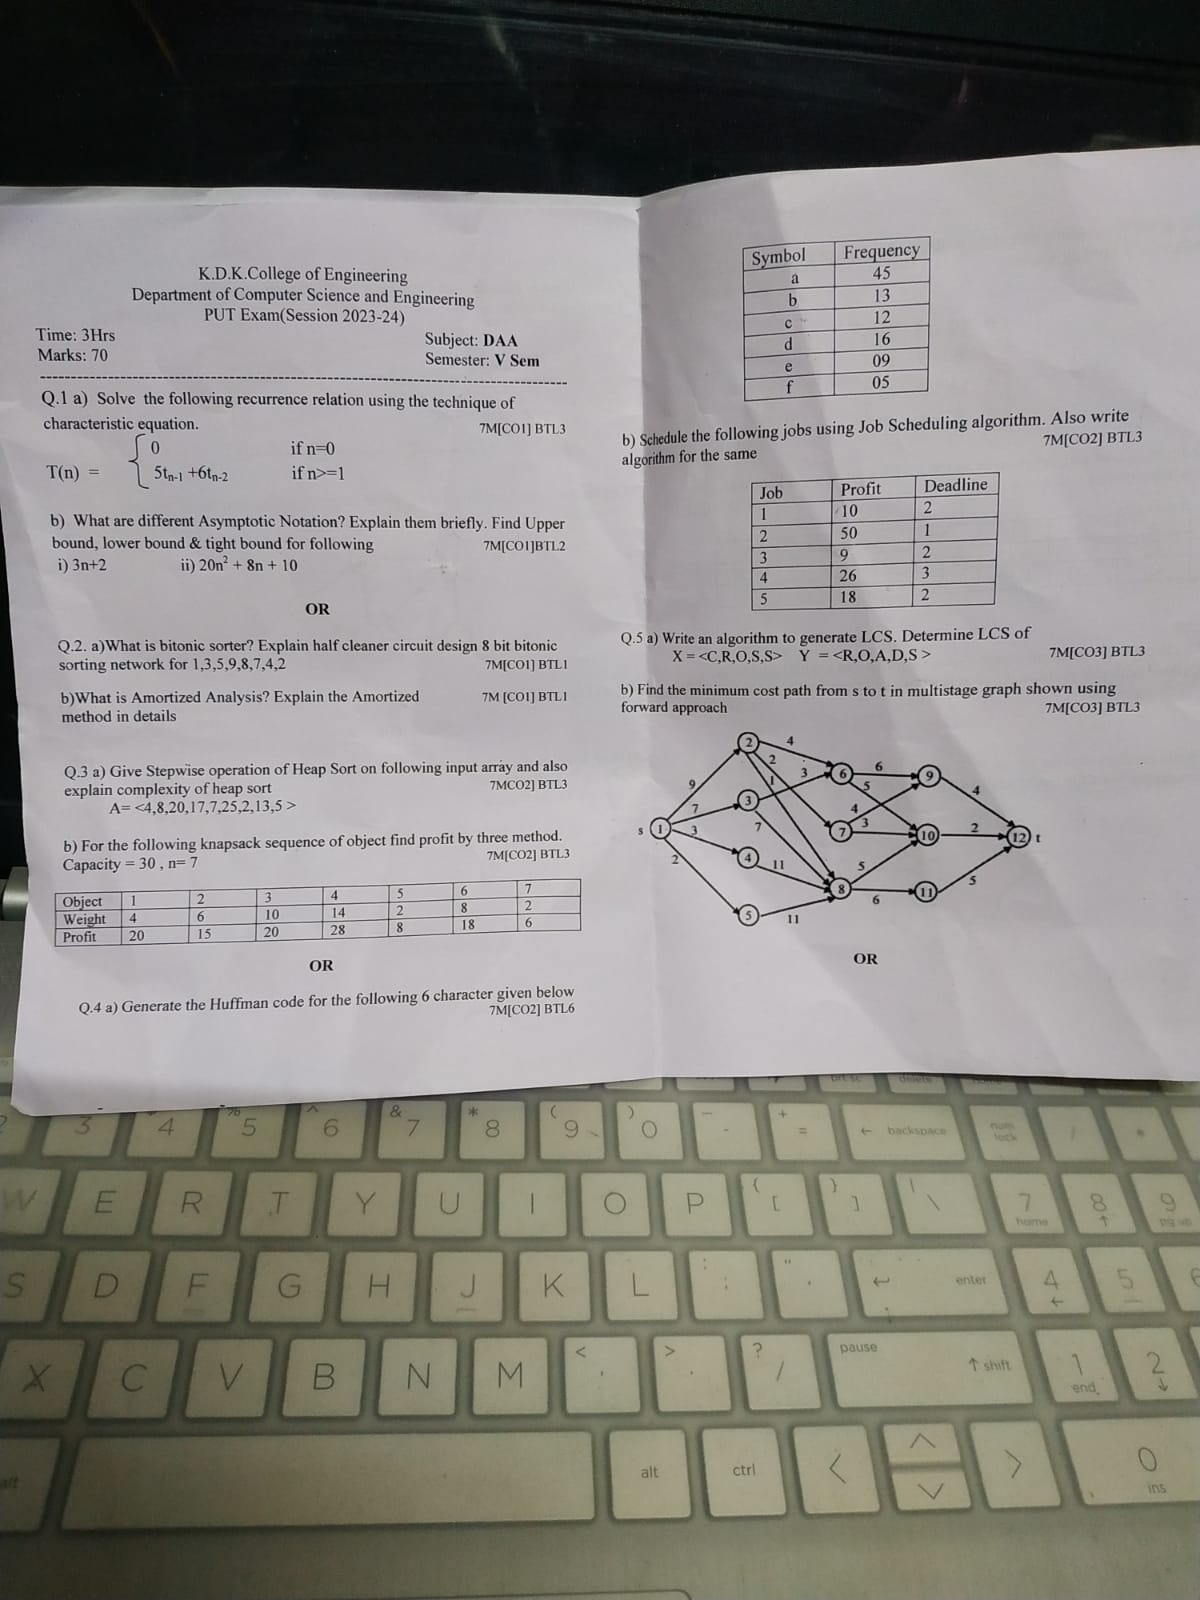 K.D.K.College of Engineering
Department of Computer Science and Engineering
PUT Exam(Session 2023-24)
Time: 3Hrs
Subject: DAA
Marks: 70
Semester: V Sem
Q.1 a) Solve the following recurrence relation using the technique of
characteristic equation. 7M[CO1] BTL3
0 if n=0
T(n) = 5tn-1 +6tn-2 if n>=1
b) What are different Asymptotic Notation? Explain them briefly. Find Upper
bound, lower bound & tight bound for following 7M[CO1]BTL2
i) 3n+2 ii) 20n² + 8n + 10
OR
Q.2. a)What is bitonic sorter? Explain half cleaner circuit design 8 bit bitonic
sorting network for 1,3,5,9,8,7,4,2 7M[CO1] BTL1
b)What is Amortized Analysis? Explain the Amortized 7M [CO1] BTL1
method in details
Q.3 a) Give Stepwise operation of Heap Sort on following input array and also
explain complexity of heap sort 7MCO2] BTL3
A= <4,8,20,17,7,25,2,13,5 >
b) For the following knapsack sequence of object find profit by three method.
Capacity = 30 , n= 7 7M[CO2] BTL3
Object 1 2 3 4 5 6 7
Weight 4 6 10 14 2 8 2
Profit 20 15 20 28 8 18 6
OR
Q.4 a) Generate the Huffman code for the following 6 character given below
7M[CO2] BTL6
Symbol Frequency
a 45
b 13
c 12
d 16
e 09
f 05
b) Schedule the following jobs using Job Scheduling algorithm. Also write
algorithm for the same 7M[CO2] BTL3
Job Profit Deadline
1 10 2
2 50 1
3 9 2
4 26 3
5 18 2
Q.5 a) Write an algorithm to generate LCS. Determine LCS of
X = <C,R,O,S,S> Y = <R,O,A,D,S > 7M[CO3] BTL3
b) Find the minimum cost path from s to t in multistage graph shown using
forward approach 7M[CO3] BTL3
2 4
2 6 6 9
9 1 3 5 4
7 3 4
s 1 3 7 7 3 10 2 12 t
2 4 11 5
8 6 11 5
5 11
OR
3 4 % 5 ^ 6 & 7 * 8 ( 9 ) 0 - + = ← backspace num lock / *
W E R T Y U I O P { [ } ] | \ 7 home 8 ↑ 9 pg up
S D F G H J K L : ; " ' ↵ enter 4 ← 5 6
X C V B N M < , > . ? / pause ↑ shift 1 end 2 ↓
alt alt ctrl < ^ v > 0 ins